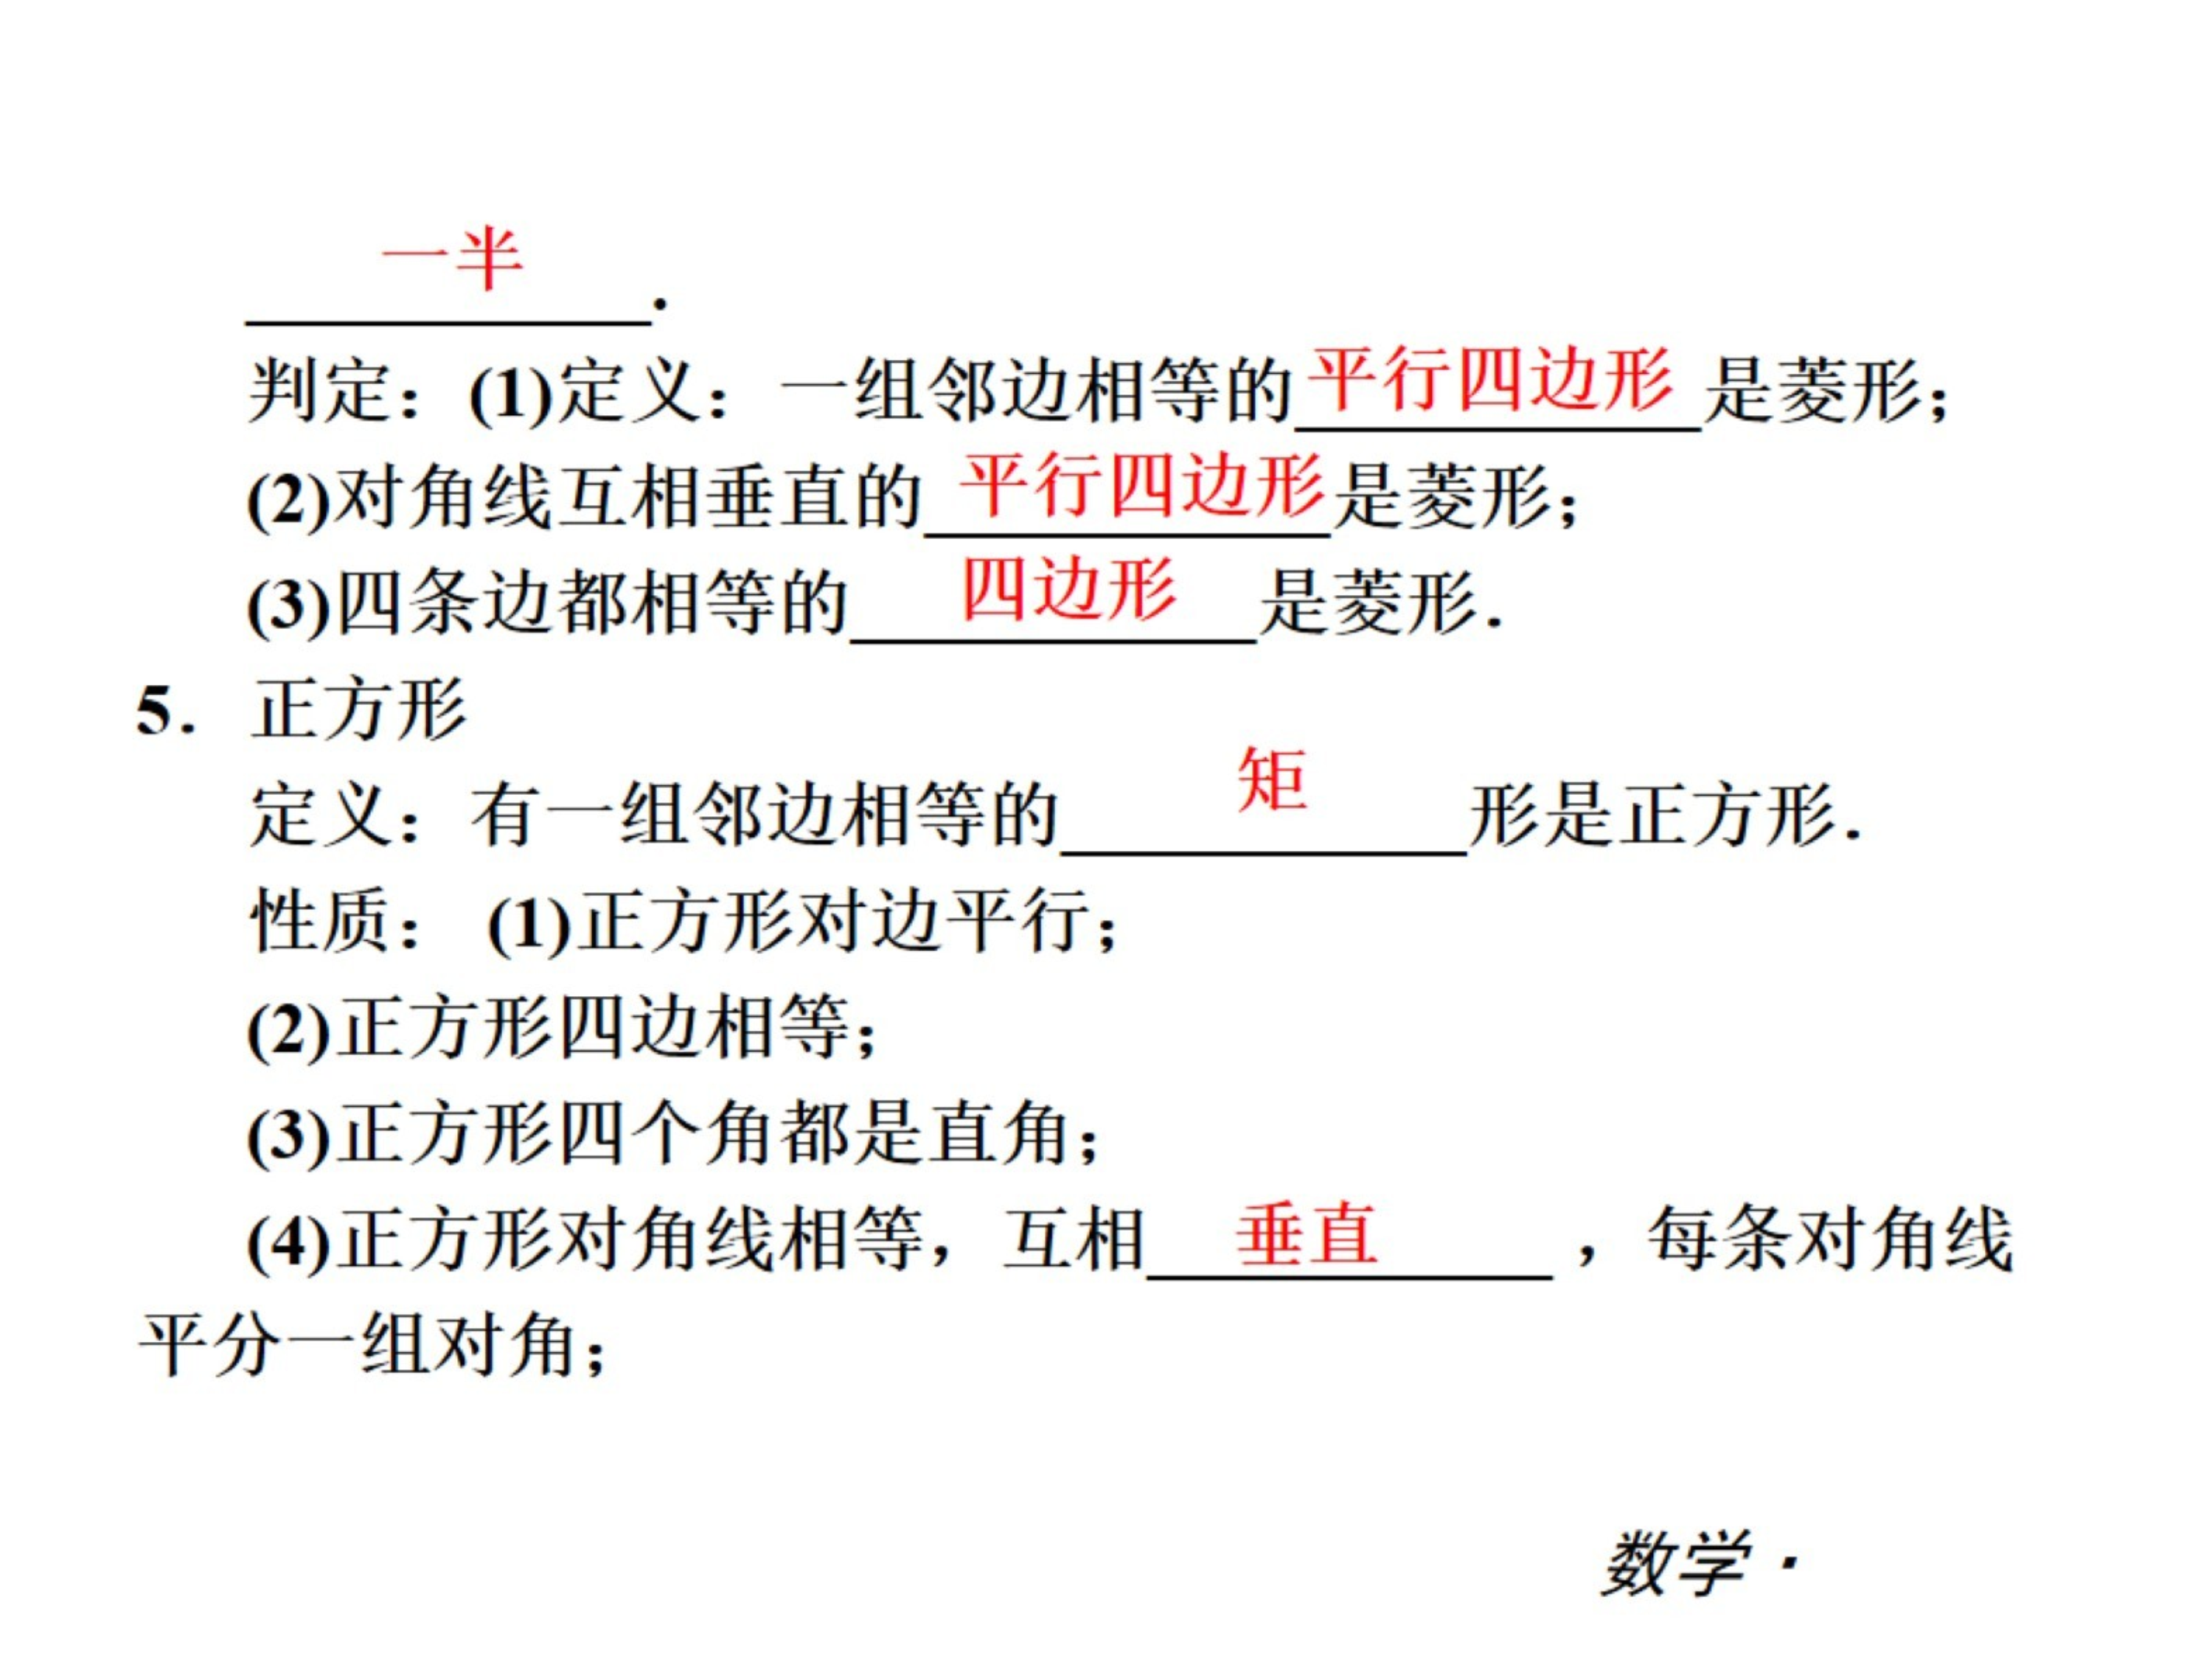 一半.
判定：(1)定义：一组邻边相等的平行四边形是菱形；
(2)对角线互相垂直的平行四边形是菱形；
(3)四条边都相等的四边形是菱形．
5． 正方形
定义：有一组邻边相等的矩形是正方形．
性质： (1)正方形对边平行；
(2)正方形四边相等；
(3)正方形四个角都是直角；
(4)正方形对角线相等，互相垂直，每条对角线
平分一组对角；
数学·